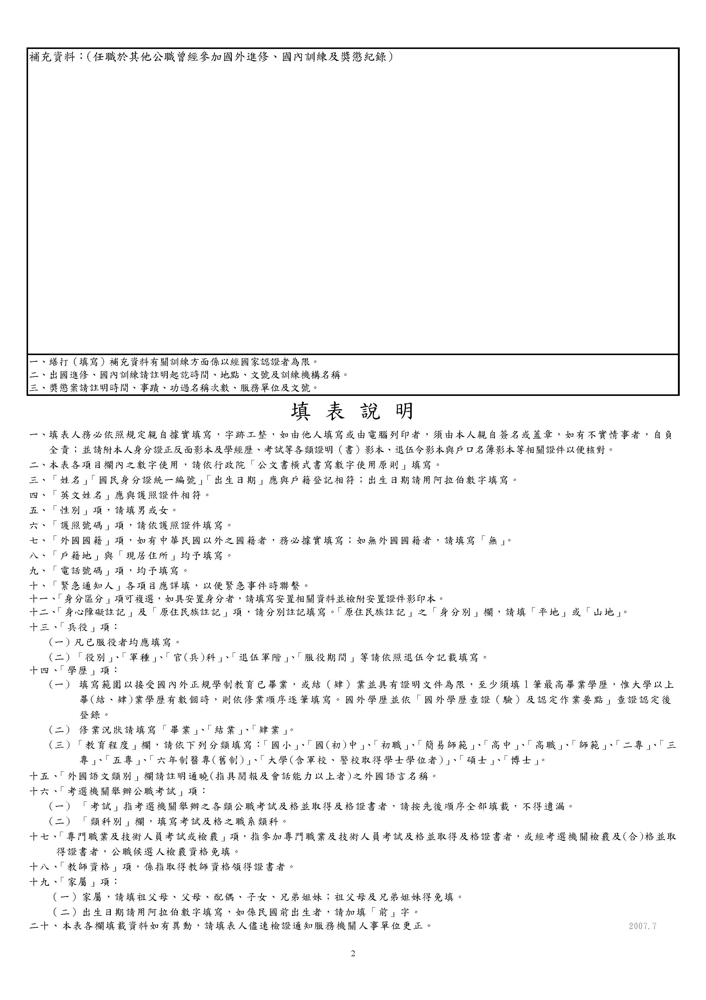 補充資料：(任職於其他公職曾經參加國外進修、國內訓練及獎懲紀錄)
一、繕打（填寫）補充資料有關訓練方面係以經國家認證者為限。
二、出國進修、國內訓練請註明起訖時間、地點、文號及訓練機構名稱。
三、獎懲案請註明時間、事蹟、功過名稱次數、服務單位及文號。
填 表 說 明
一、填表人務必依照規定親自據實填寫，字跡工整，如由他人填寫或由電腦列印者，須由本人親自簽名或蓋章，如有不實情事者，自負
全責；並請附本人身分證正反面影本及學經歷、考試等各類證明（書）影本、退伍令影本與戶口名簿影本等相關證件以便核對。
二、本表各項目欄內之數字使用，請依行政院「公文書橫式書寫數字使用原則」填寫。
三、「姓名」「國民身分證統一編號」「出生日期」應與戶籍登記相符；出生日期請用阿拉伯數字填寫。
四、「英文姓名」應與護照證件相符。
五、「性別」項，請填男或女。
六、「護照號碼」項，請依護照證件填寫。
七、「外國國籍」項，如有中華民國以外之國籍者，務必據實填寫；如無外國國籍者，請填寫「無」。
八、「戶籍地」與「現居住所」均予填寫。
九、「電話號碼」項，均予填寫。
十、「緊急通知人」各項目應詳填，以便緊急事件時聯繫。
十一、「身分區分」項可複選，如具安置身分者，請填寫安置相關資料並檢附安置證件影印本。
十二、「身心障礙註記」及「原住民族註記」項，請分別註記填寫。「原住民族註記」之「身分別」欄，請填「平地」或「山地」。
十三、「兵役」項：
(一)凡已服役者均應填寫。
(二)「役別」、「軍種」、「官(兵)科」、「退伍軍階」、「服役期間」等請依照退伍令記載填寫。
十四、「學歷」項：
(一) 填寫範圍以接受國內外正規學制教育已畢業，或結（肄）業並具有證明文件為限，至少須填1筆最高畢業學歷，惟大學以上
畢(結、肄)業學歷有數個時，則依修業順序逐筆填寫。國外學歷並依「國外學歷查證（驗）及認定作業要點」查證認定後
登錄。
(二) 修業況狀請填寫「畢業」、「結業」、「肄業」。
(三)「教育程度」欄，請依下列分類填寫：「國小」、「國(初)中」、「初職」、「簡易師範」、「高中」、「高職」、「師範」、「二專」、「三
專」、「五專」、「六年制醫專(舊制)」、「大學(含軍校、警校取得學士學位者)」、「碩士」、「博士」。
十五、「外國語文類別」欄請註明通曉(指具閱報及會話能力以上者)之外國語言名稱。
十六、「考選機關舉辦公職考試」項：
(一) 「考試」指考選機關舉辦之各類公職考試及格並取得及格證書者，請按先後順序全部填載，不得遺漏。
(二) 「類科別」欄，填寫考試及格之職系類科。
十七、「專門職業及技術人員考試或檢覈」項，指參加專門職業及技術人員考試及格並取得及格證書者，或經考選機關檢覈及(合)格並取
得證書者，公職候選人檢覈資格免填。
十八、「教師資格」項，係指取得教師資格領得證書者。
十九、「家屬」項：
(一)家屬，請填祖父母、父母、配偶、子女、兄弟姐妹；祖父母及兄弟姐妹得免填。
(二)出生日期請用阿拉伯數字填寫，如係民國前出生者，請加填「前」字。
二十、本表各欄填載資料如有異動，請填表人儘速檢證通知服務機關人事單位更正。 2007.7
2